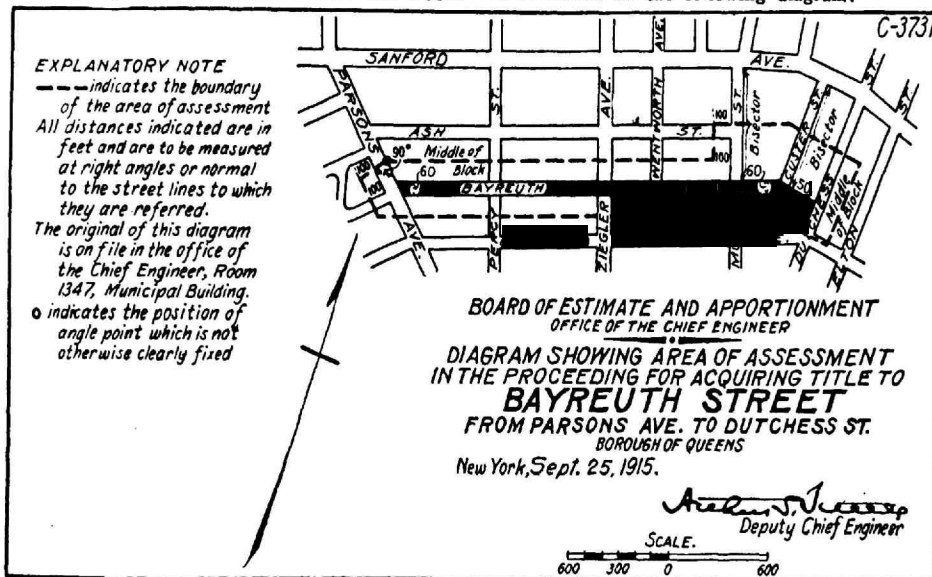 C-3731
EXPLANATORY NOTE
indicates the boundary
of the area of assessment
All distances indicated are in
feet and are to be measured
at right angles or normal
to the street lines to which
they are referred.
The original of this diagram
is on file in the office of
the Chief Engineer, Room
1347, Municipal Building.
indicates the position of
angle point which is not
otherwise clearly fixed
SANFORD AVE.
PARSONS AVE.
ST.
AVE.
WENTWORTH AVE.
ST.
ST.
ST.
ASH ST.
100
Bisector
CUSTER ST.
Bisector
90°
Middle of
Block
100
100
100
60
BAYREUTH
60
50
DUTCHESS
Middle
of
Block
PERCY
ZIEGLER
ELTON
BOARD OF ESTIMATE AND APPORTIONMENT
OFFICE OF THE CHIEF ENGINEER
DIAGRAM SHOWING AREA OF ASSESSMENT
IN THE PROCEEDING FOR ACQUIRING TITLE TO
BAYREUTH STREET
FROM PARSONS AVE. TO DUTCHESS ST.
BOROUGH OF QUEENS
New York, Sept. 25, 1915.
Deputy Chief Engineer
SCALE.
600 300 0 600